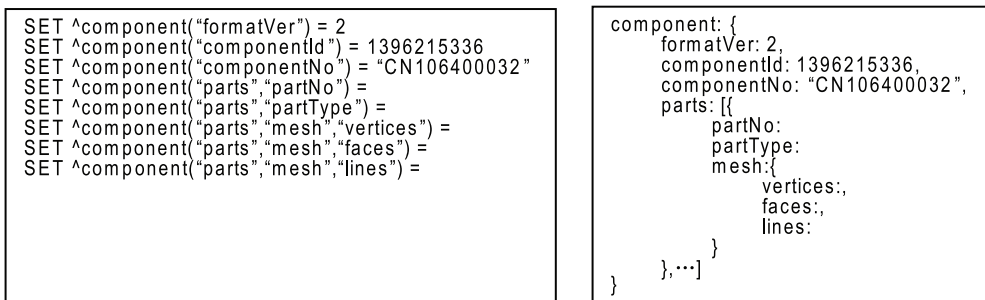 SET ^component(“formatVer”) = 2
SET ^component(“componentId”) = 1396215336
SET ^component(“componentNo”) = “CN106400032”
SET ^component(“parts”,“partNo”) =
SET ^component(“parts”,“partType”) =
SET ^component(“parts”,“mesh”,“vertices”) =
SET ^component(“parts”,“mesh”,“faces”) =
SET ^component(“parts”,“mesh”,“lines”) =
component: {
formatVer: 2,
componentId: 1396215336,
componentNo: “CN106400032”,
parts: [{
partNo:
partType:
mesh:{
vertices:,
faces:,
lines:
}
},⋯]
}